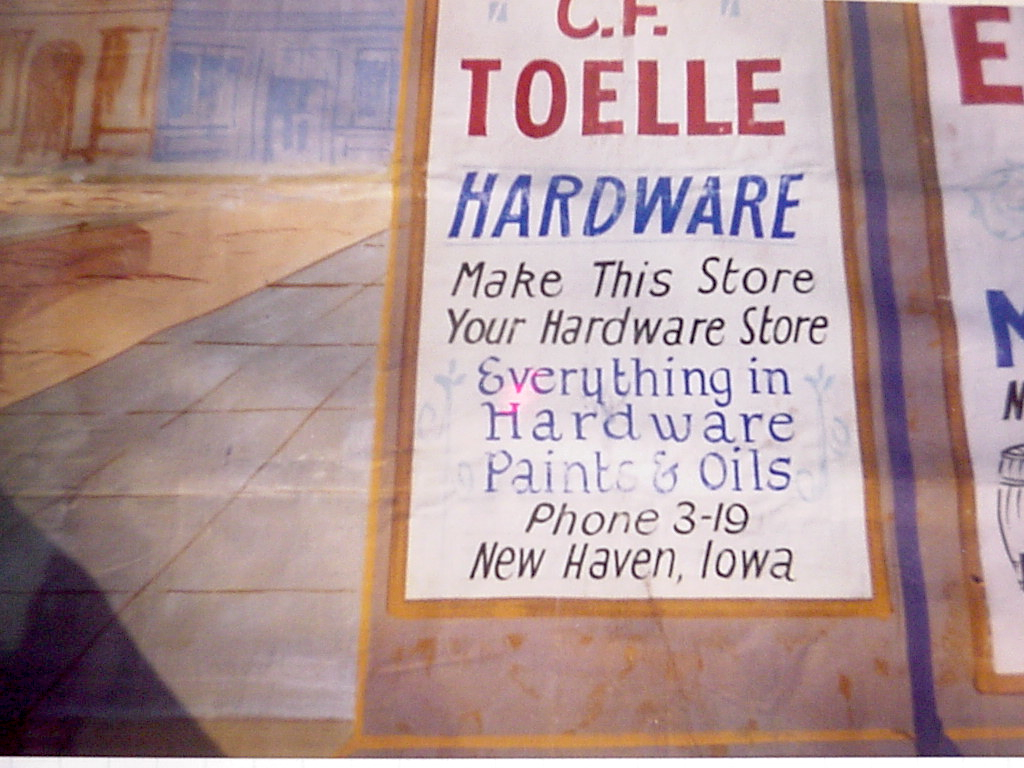 C.F.
TOELLE
HARDWARE
Make This Store
Your Hardware Store
Everything in
Hardware
Paints & Oils
Phone 3-19
New Haven, Iowa